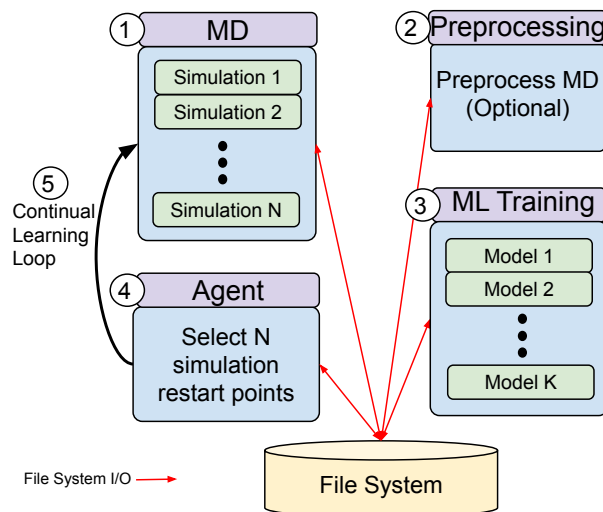 1
MD
Simulation 1
Simulation 2
Simulation N
2
Preprocessing
Preprocess MD
(Optional)
3
ML Training
Model 1
Model 2
Model K
4
Agent
Select N
simulation
restart points
5
Continual
Learning
Loop
File System I/O
File System